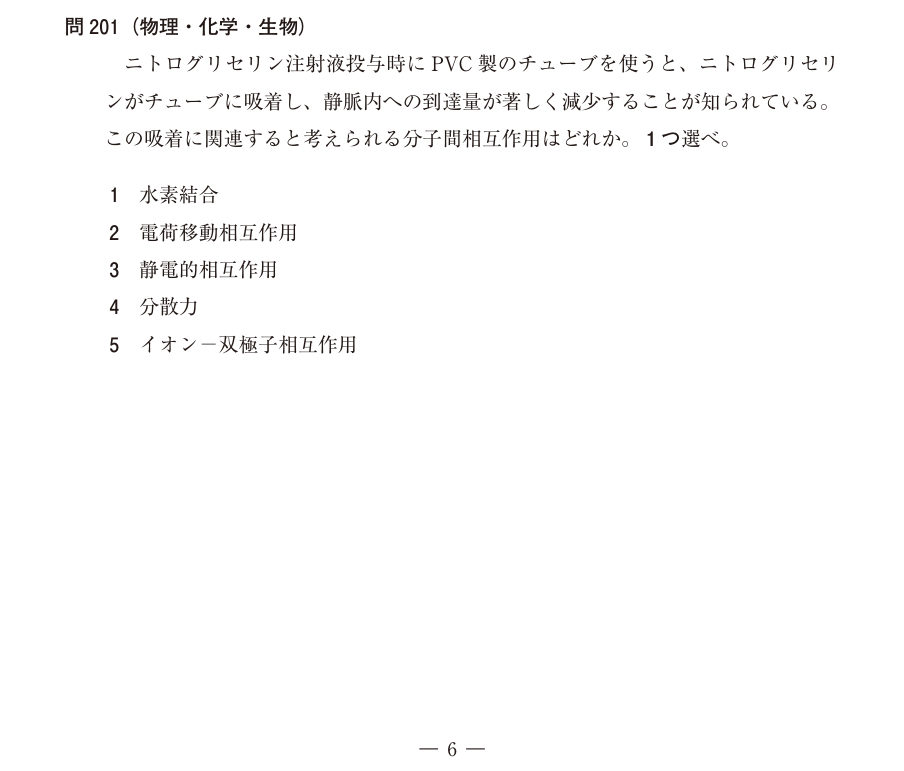 問 201（物理・化学・生物）
ニトログリセリン注射液投与時に PVC 製のチューブを使うと、ニトログリセリ
ンがチューブに吸着し、静脈内への到達量が著しく減少することが知られている。
この吸着に関連すると考えられる分子間相互作用はどれか。1つ選べ。
1　水素結合
2　電荷移動相互作用
3　静電的相互作用
4　分散力
5　イオン－双極子相互作用
― 6 ―